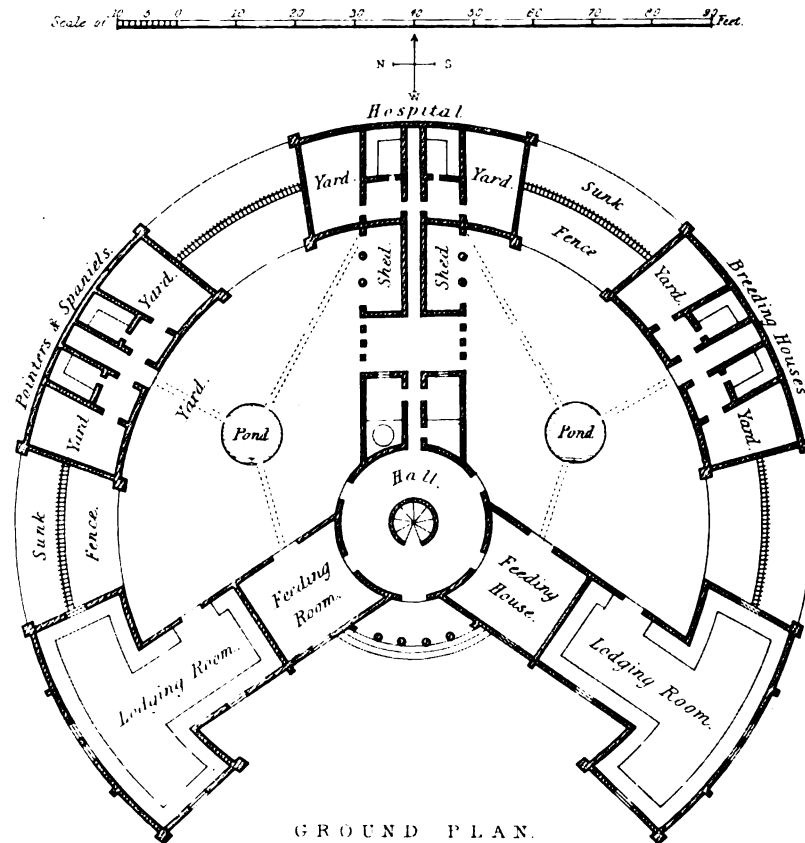 Scale of 10 5 0 10 20 30 40 50 60 70 80 90 Feet.
N S
W
Hospital
Yard. Yard.
Sunk
Fence
Shed. Shed.
Pointers & Spaniels.
Yard.
Yard
Yard
Breeding Houses
Yard.
Yard.
Pond
Pond
Hall.
Sunk
Fence.
Feeding
Room.
Feeding
House.
Lodging Room.
Lodging Room.
GROUND PLAN.